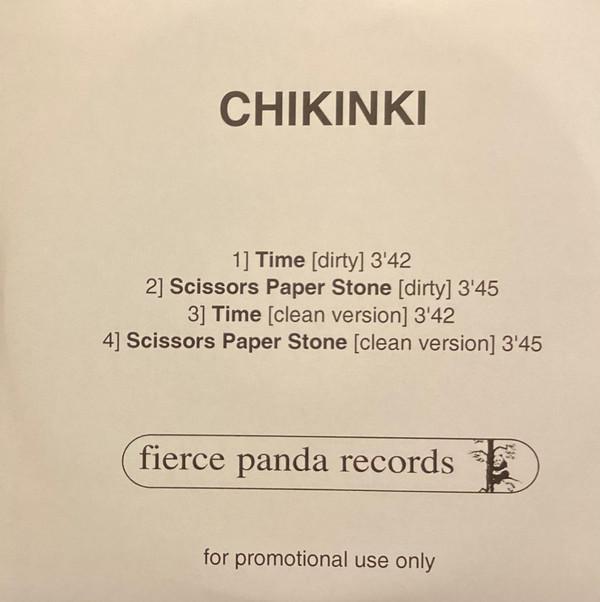 CHIKINKI
1] Time [dirty] 3'42
2] Scissors Paper Stone [dirty] 3'45
3] Time [clean version] 3'42
4] Scissors Paper Stone [clean version] 3'45
fierce panda records
for promotional use only